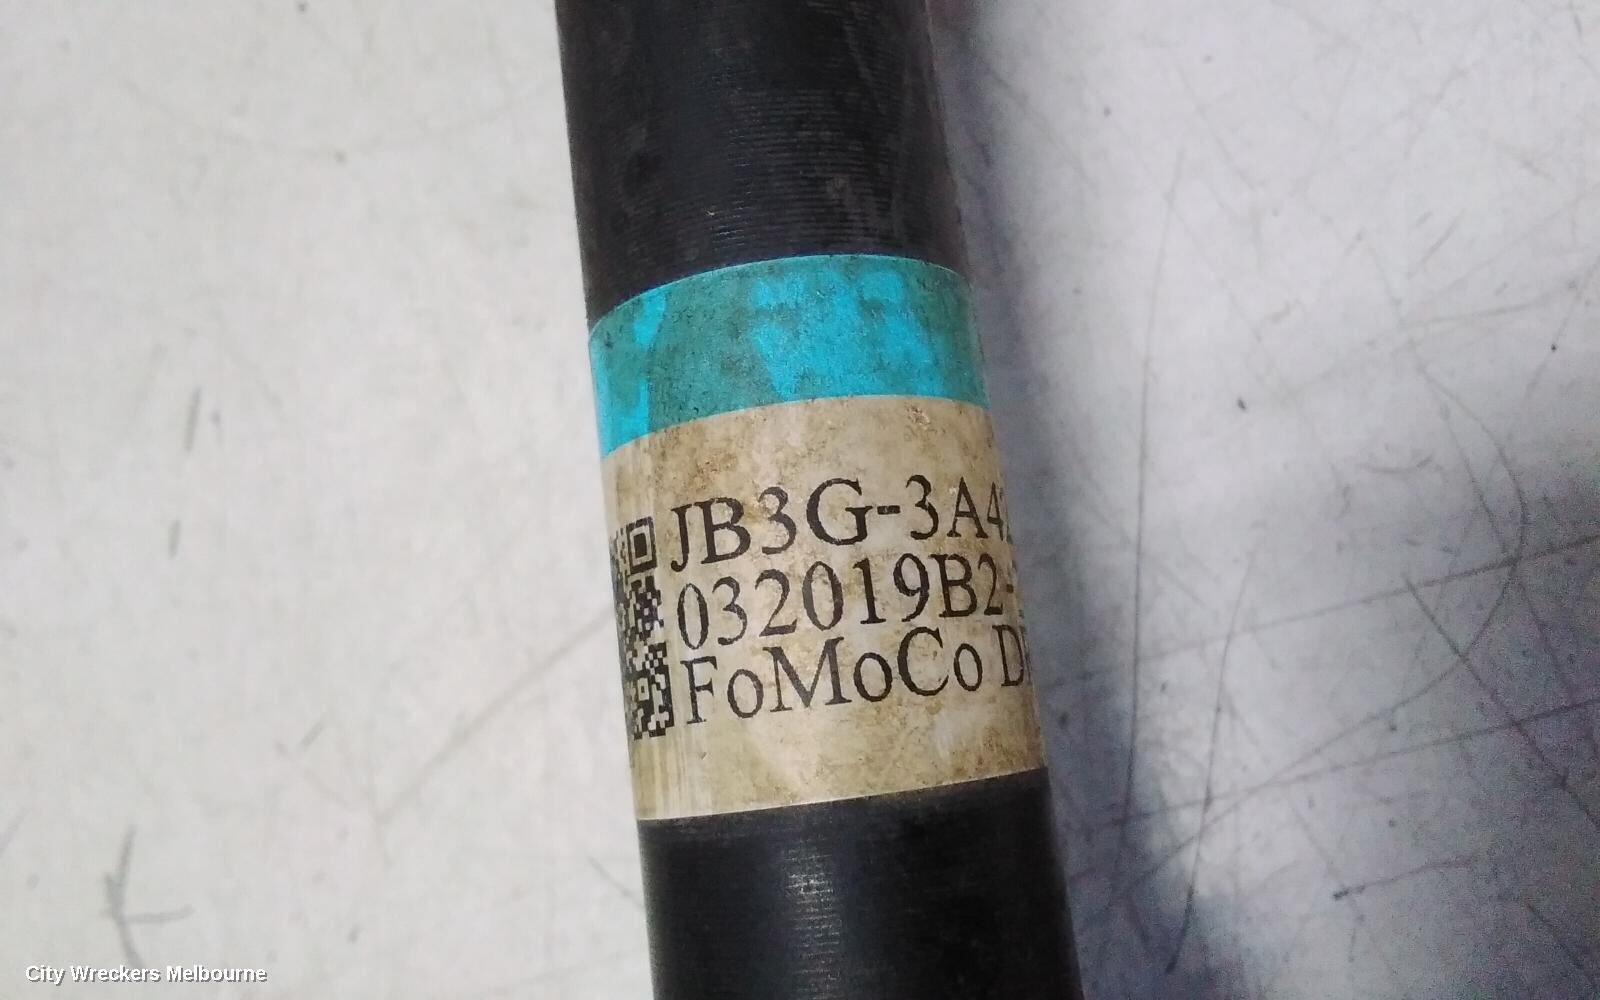 JB3G-3A4
032019B2-
FoMoCo D
City Wreckers Melbourne